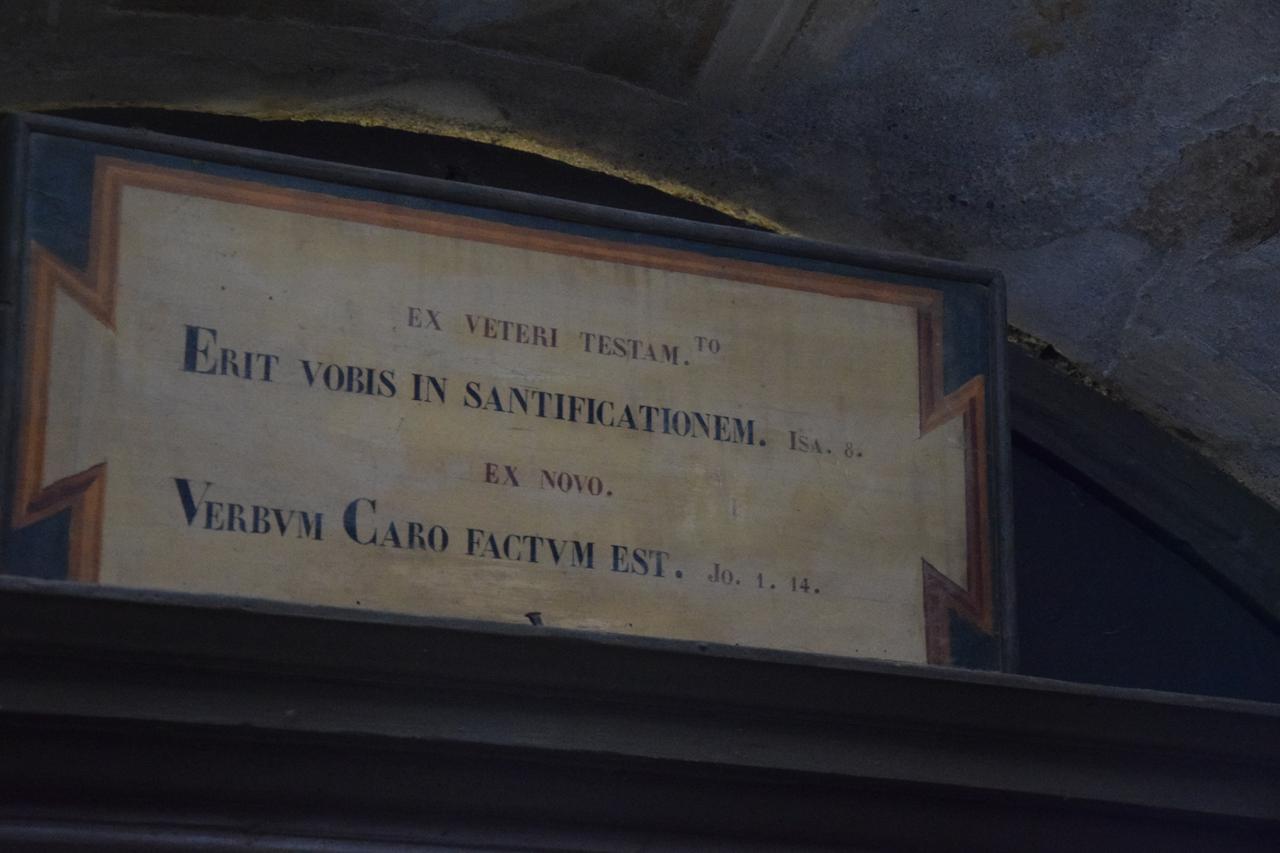 EX VETERI TESTAM.TO
ERIT VOBIS IN SANTIFICATIONEM. ISA. 8.
EX NOVO.
VERBVM CARO FACTVM EST. JO. 1. 14.